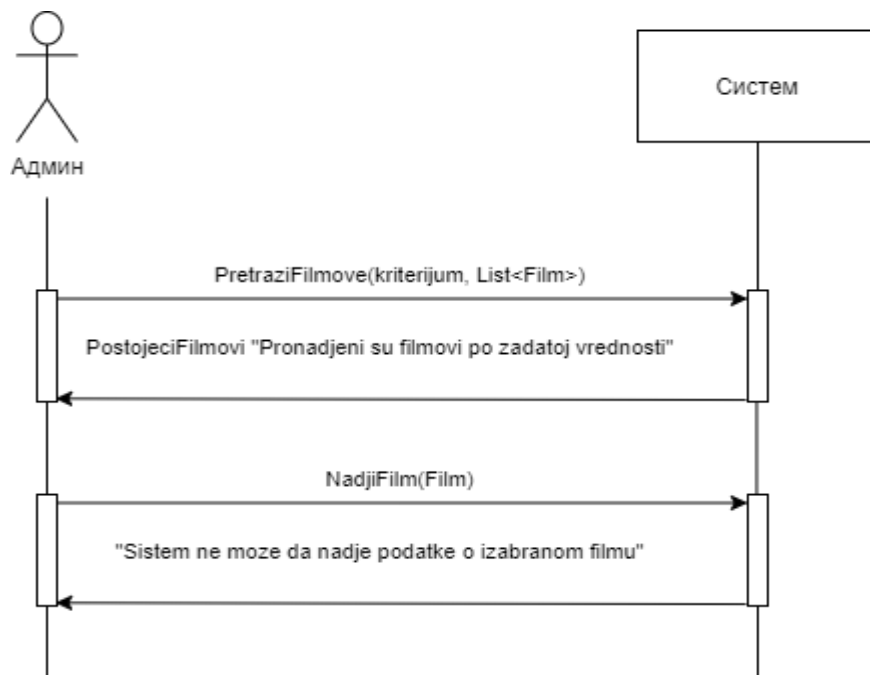 Систем
Админ
PretraziFilmove(kriterijum, List<Film>)
PostojeciFilmovi "Pronadjeni su filmovi po zadatoj vrednosti"
NadjiFilm(Film)
"Sistem ne moze da nadje podatke o izabranom filmu"